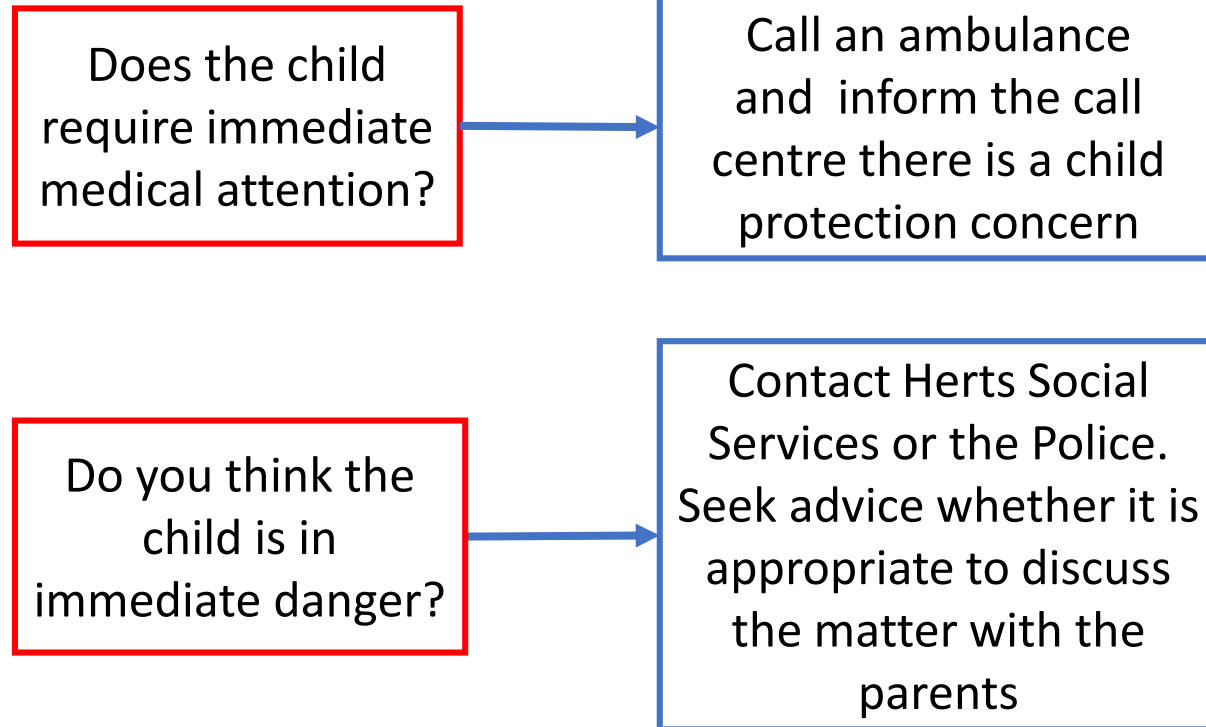 Does the child
require immediate
medical attention?
Call an ambulance
and  inform the call
centre there is a child
protection concern
Do you think the
child is in
immediate danger?
Contact Herts Social
Services or the Police.
Seek advice whether it is
appropriate to discuss
the matter with the
parents